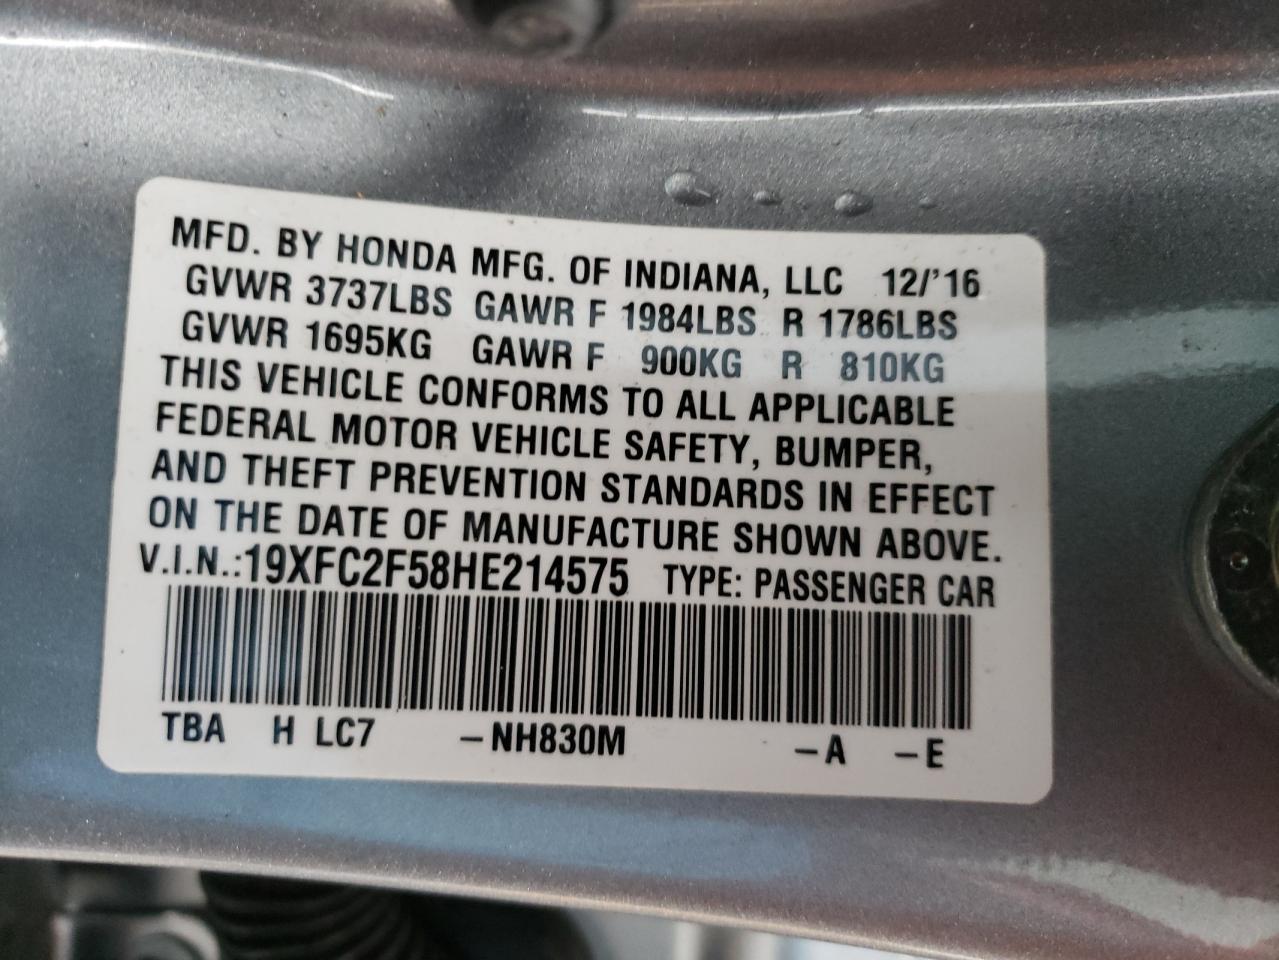 MFD. BY HONDA MFG. OF INDIANA, LLC 12/'16
GVWR 3737LBS GAWR F 1984LBS R 1786LBS
GVWR 1695KG GAWR F 900KG R 810KG
THIS VEHICLE CONFORMS TO ALL APPLICABLE
FEDERAL MOTOR VEHICLE SAFETY, BUMPER,
AND THEFT PREVENTION STANDARDS IN EFFECT
ON THE DATE OF MANUFACTURE SHOWN ABOVE.
V.I.N.:19XFC2F58HE214575 TYPE: PASSENGER CAR
TBA H LC7 –NH830M –A –E